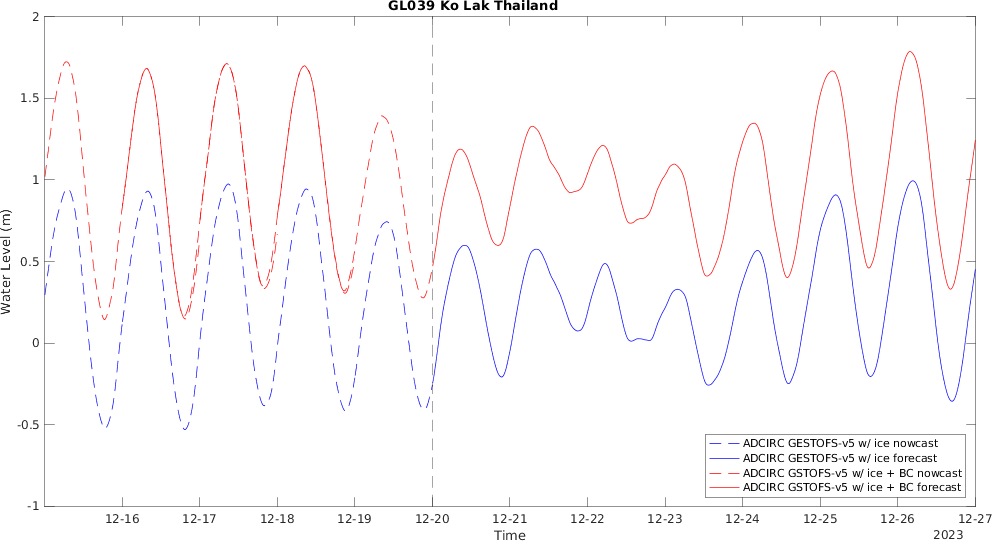 GL039 Ko Lak Thailand
2
1.5
1
0.5
0
-0.5
-1
Water Level (m)
12-16 12-17 12-18 12-19 12-20 12-21 12-22 12-23 12-24 12-25 12-26 12-27
Time
2023
ADCIRC GESTOFS-v5 w/ ice nowcast
ADCIRC GESTOFS-v5 w/ ice forecast
ADCIRC GSTOFS-v5 w/ ice + BC nowcast
ADCIRC GSTOFS-v5 w/ ice + BC forecast